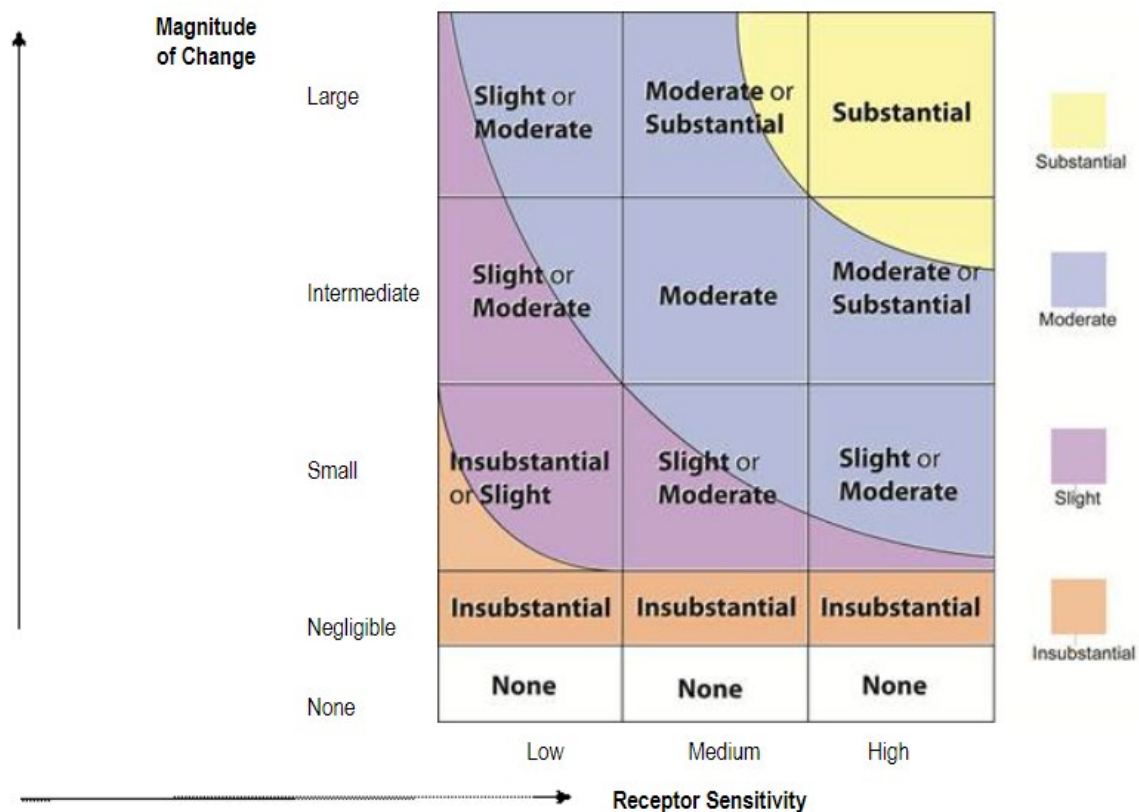 Magnitude
of Change
Large
Slight or
Moderate
Moderate or
Substantial
Substantial
Substantial
Intermediate
Slight or
Moderate
Moderate
Moderate or
Substantial
Moderate
Small
Insubstantial
or Slight
Slight or
Moderate
Slight or
Moderate
Slight
Negligible
Insubstantial
Insubstantial
Insubstantial
Insubstantial
None
None
None
None
Low
Medium
High
Receptor Sensitivity